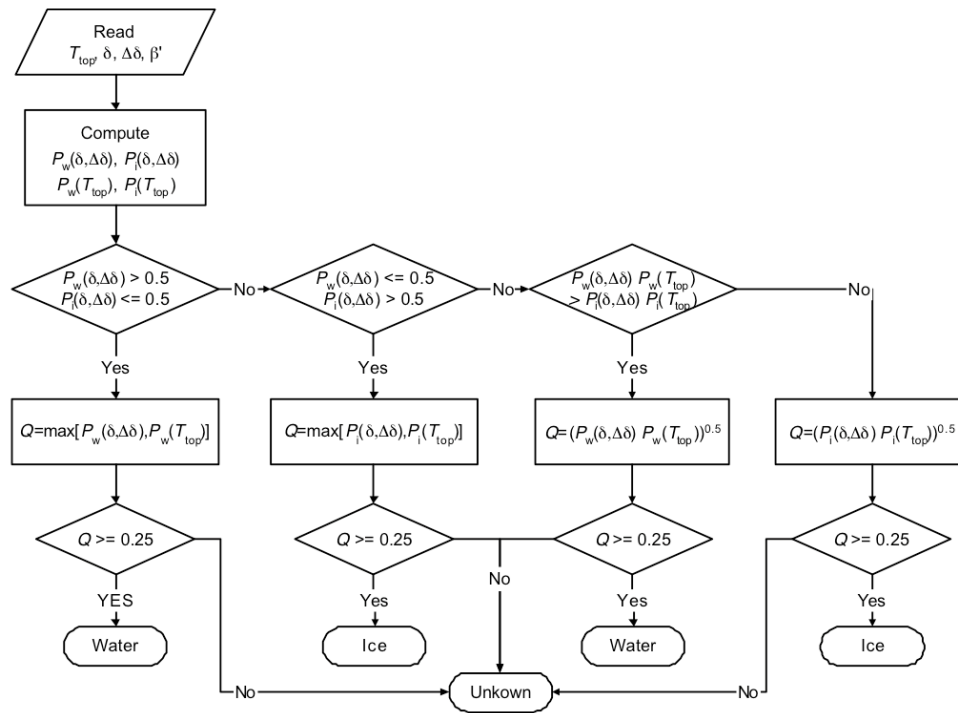 Read
T_top, δ, Δδ, β'
Compute
P_w(δ,Δδ), P_i(δ,Δδ)
P_w(T_top), P_i(T_top)
P_w(δ,Δδ) > 0.5
P_i(δ,Δδ) <= 0.5
No
P_w(δ,Δδ) <= 0.5
P_i(δ,Δδ) > 0.5
No
P_w(δ,Δδ) P_w(T_top)
> P_i(δ,Δδ) P_i(T_top)
No
Yes
Yes
Yes
Q=max[P_w(δ,Δδ),P_w(T_top)]
Q=max[P_i(δ,Δδ),P_i(T_top)]
Q=(P_w(δ,Δδ) P_w(T_top))^0.5
Q=(P_i(δ,Δδ) P_i(T_top))^0.5
Q >= 0.25
Q >= 0.25
Q >= 0.25
Q >= 0.25
No
YES
Yes
Yes
Yes
Water
Ice
Water
Ice
No
Unkown
No